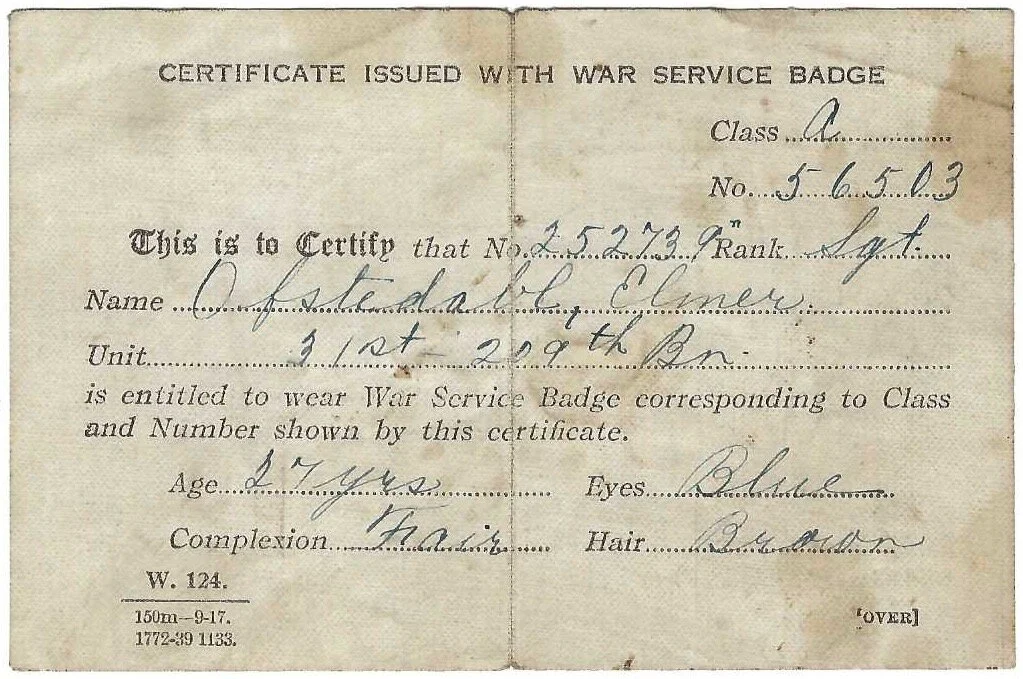 CERTIFICATE ISSUED WITH WAR SERVICE BADGE
Class A
No. 56503
This is to Certify that No. 252739 Rank Sgt.
Name Ofstedahl, Elmer.
Unit 31st - 209th Bn.
is entitled to wear War Service Badge corresponding to Class
and Number shown by this certificate.
Age 27 yrs Eyes Blue
Complexion Fair Hair Brown
W. 124.
150m—9-17.
1772-39 1133.
[OVER]